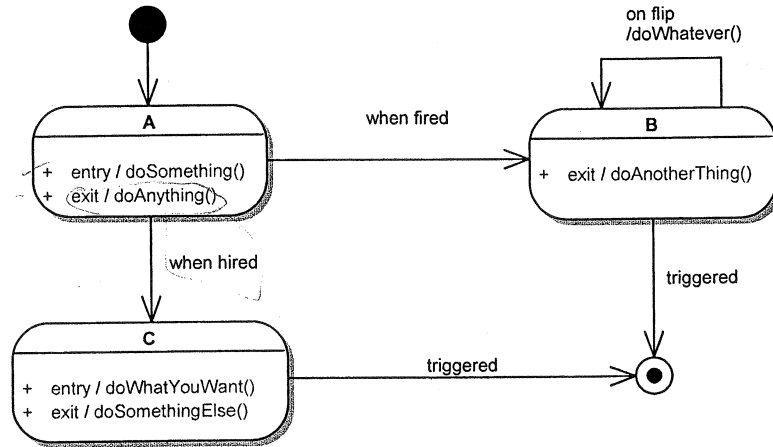 on flip
/doWhatever()
A
+ entry / doSomething()
+ exit / doAnything()
when fired
B
+ exit / doAnotherThing()
when hired
triggered
C
+ entry / doWhatYouWant()
+ exit / doSomethingElse()
triggered